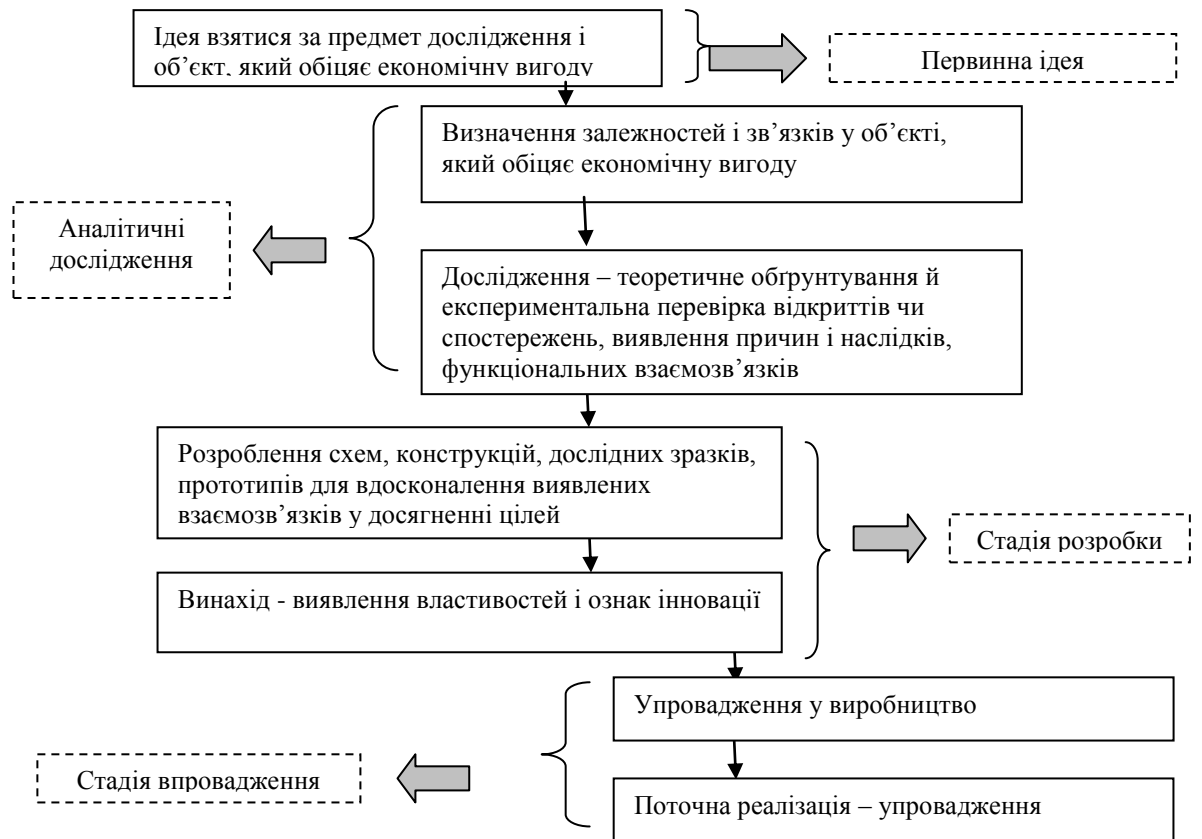 Ідея взятися за предмет дослідження і
об’єкт, який обіцяє економічну вигоду
Первинна ідея
Визначення залежностей і зв’язків у об’єкті,
який обіцяє економічну вигоду
Аналітичні
дослідження
Дослідження – теоретичне обґрунтування й
експериментальна перевірка відкриттів чи
спостережень, виявлення причин і наслідків,
функціональних взаємозв’язків
Розроблення схем, конструкцій, дослідних зразків,
прототипів для вдосконалення виявлених
взаємозв’язків у досягненні цілей
Стадія розробки
Винахід - виявлення властивостей і ознак інновації
Упровадження у виробництво
Стадія впровадження
Поточна реалізація – упровадження